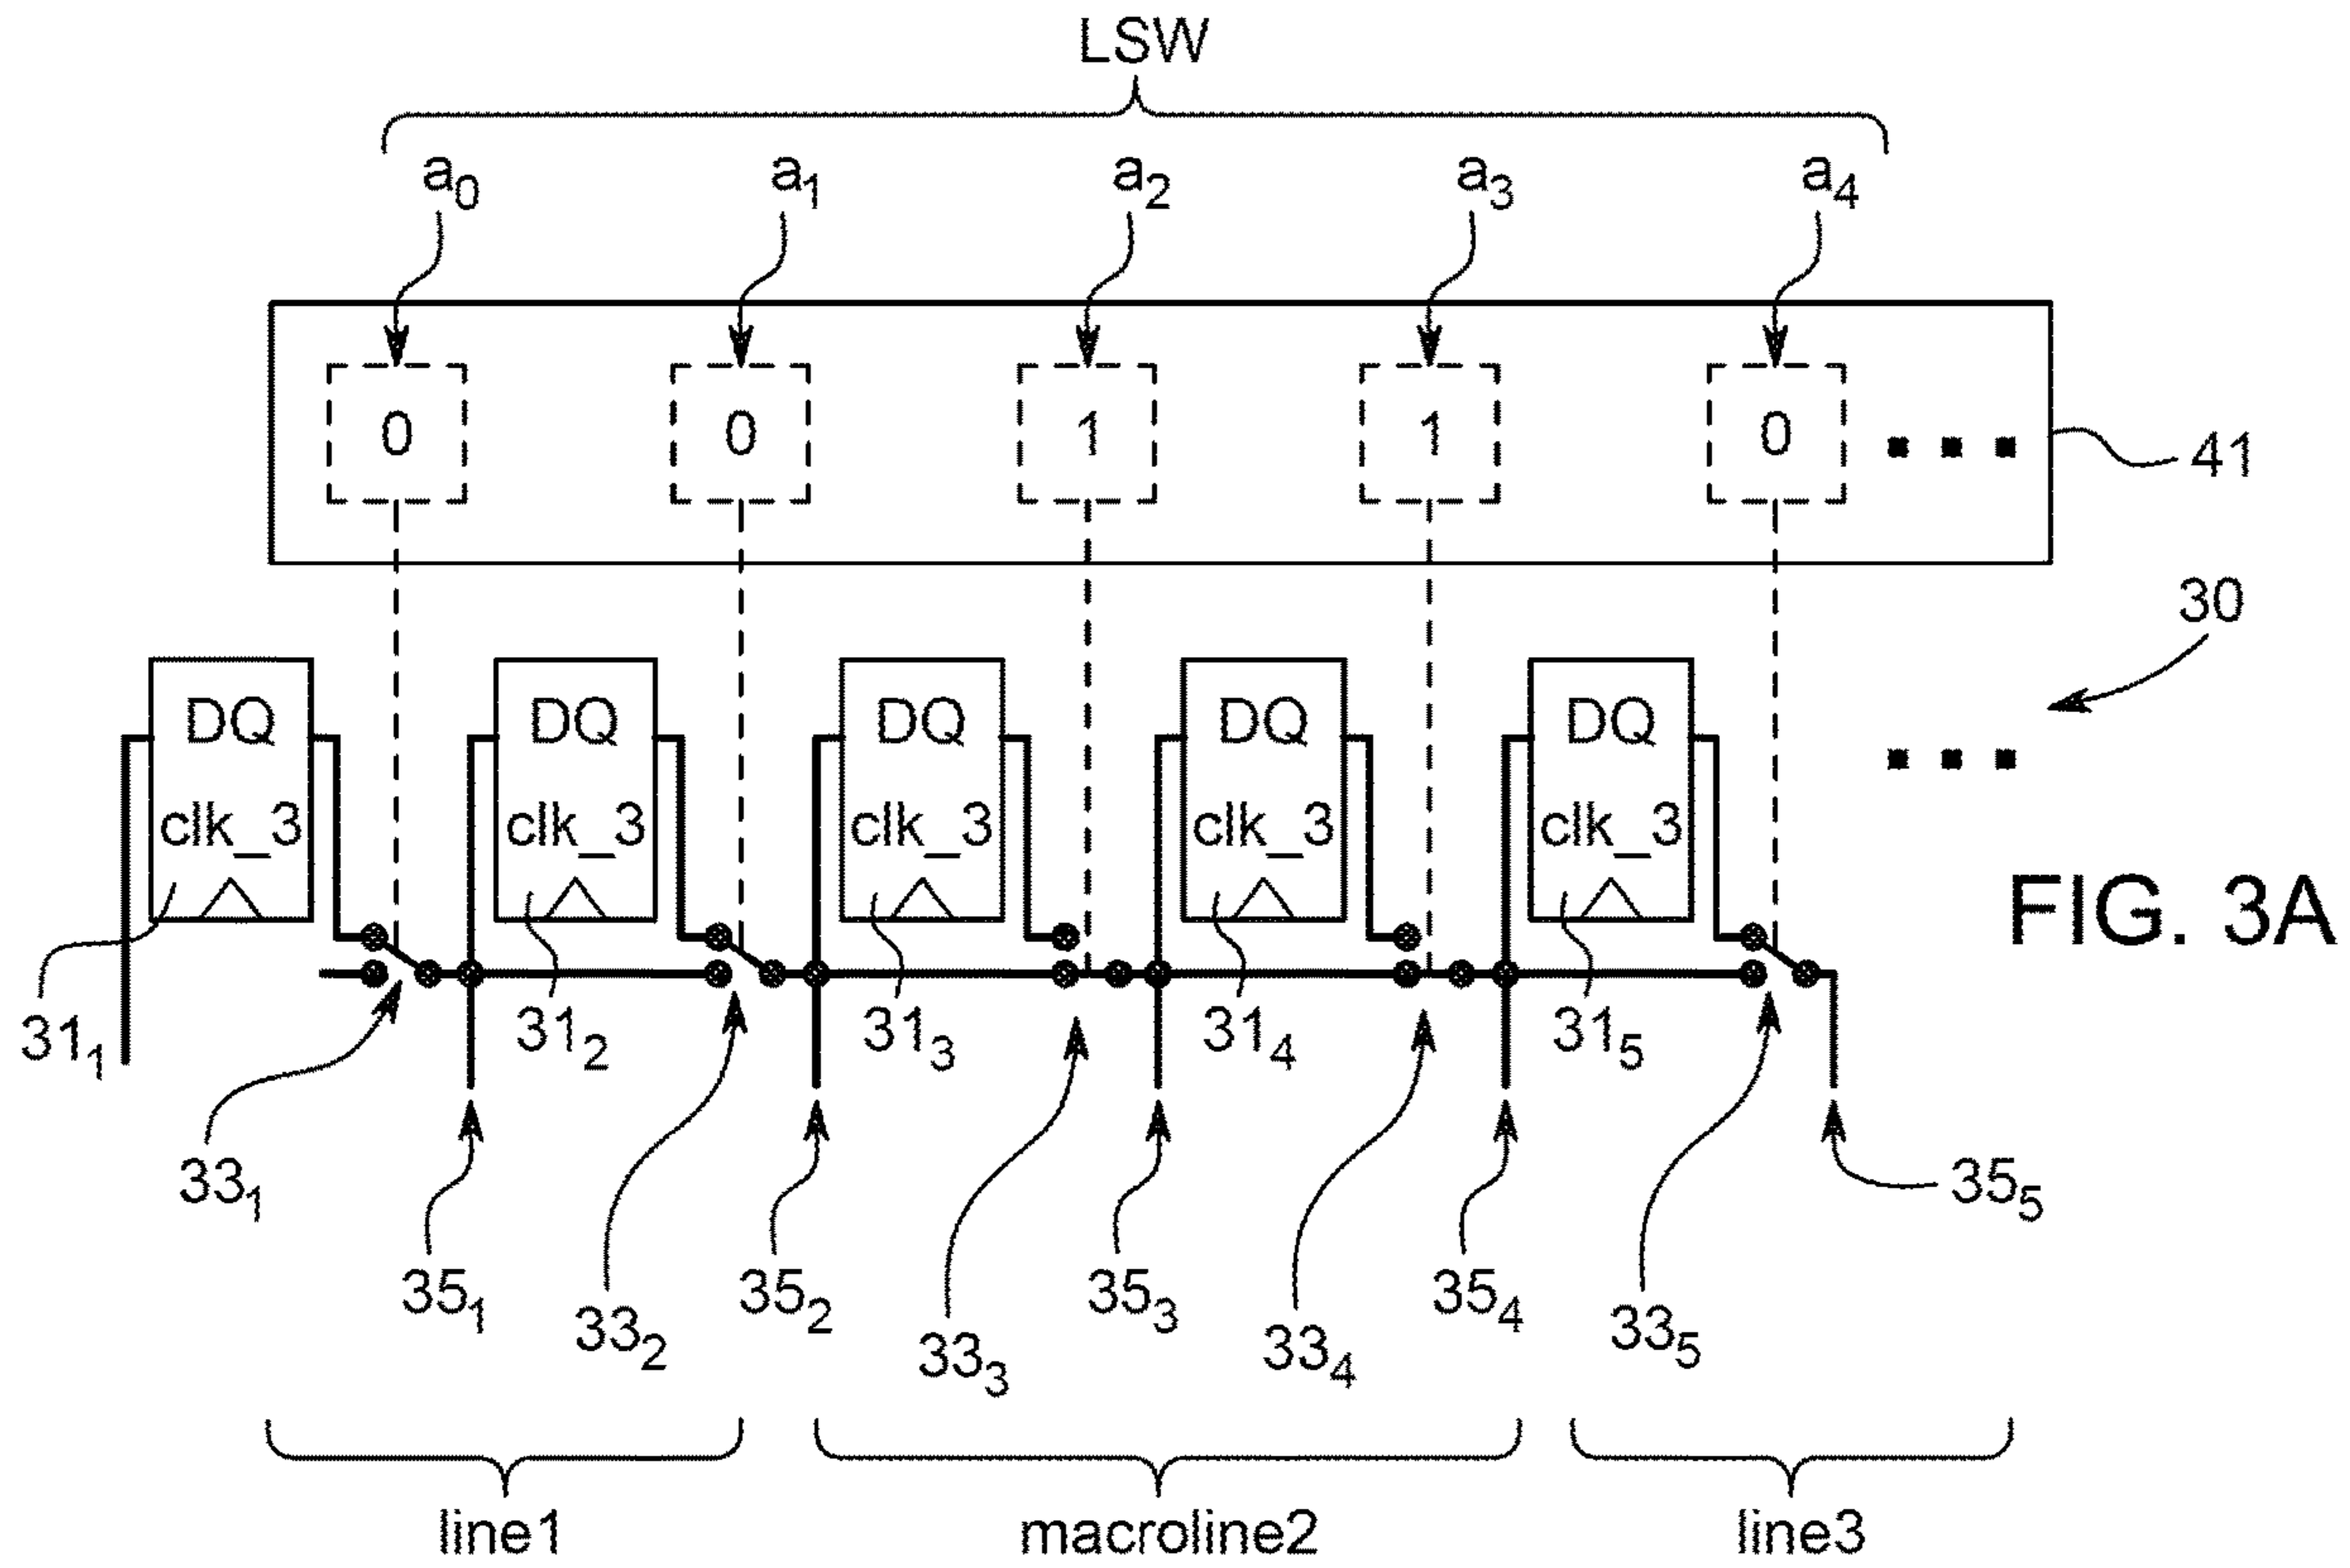 LSW
a0 a1 a2 a3 a4
0 0 1 1 0
41
30
DQ DQ DQ DQ DQ
clk_3 clk_3 clk_3 clk_3 clk_3
FIG. 3A
311 312 313 314 315
331 355
351 352 353 354
332 333 334 335
line1 macroline2 line3